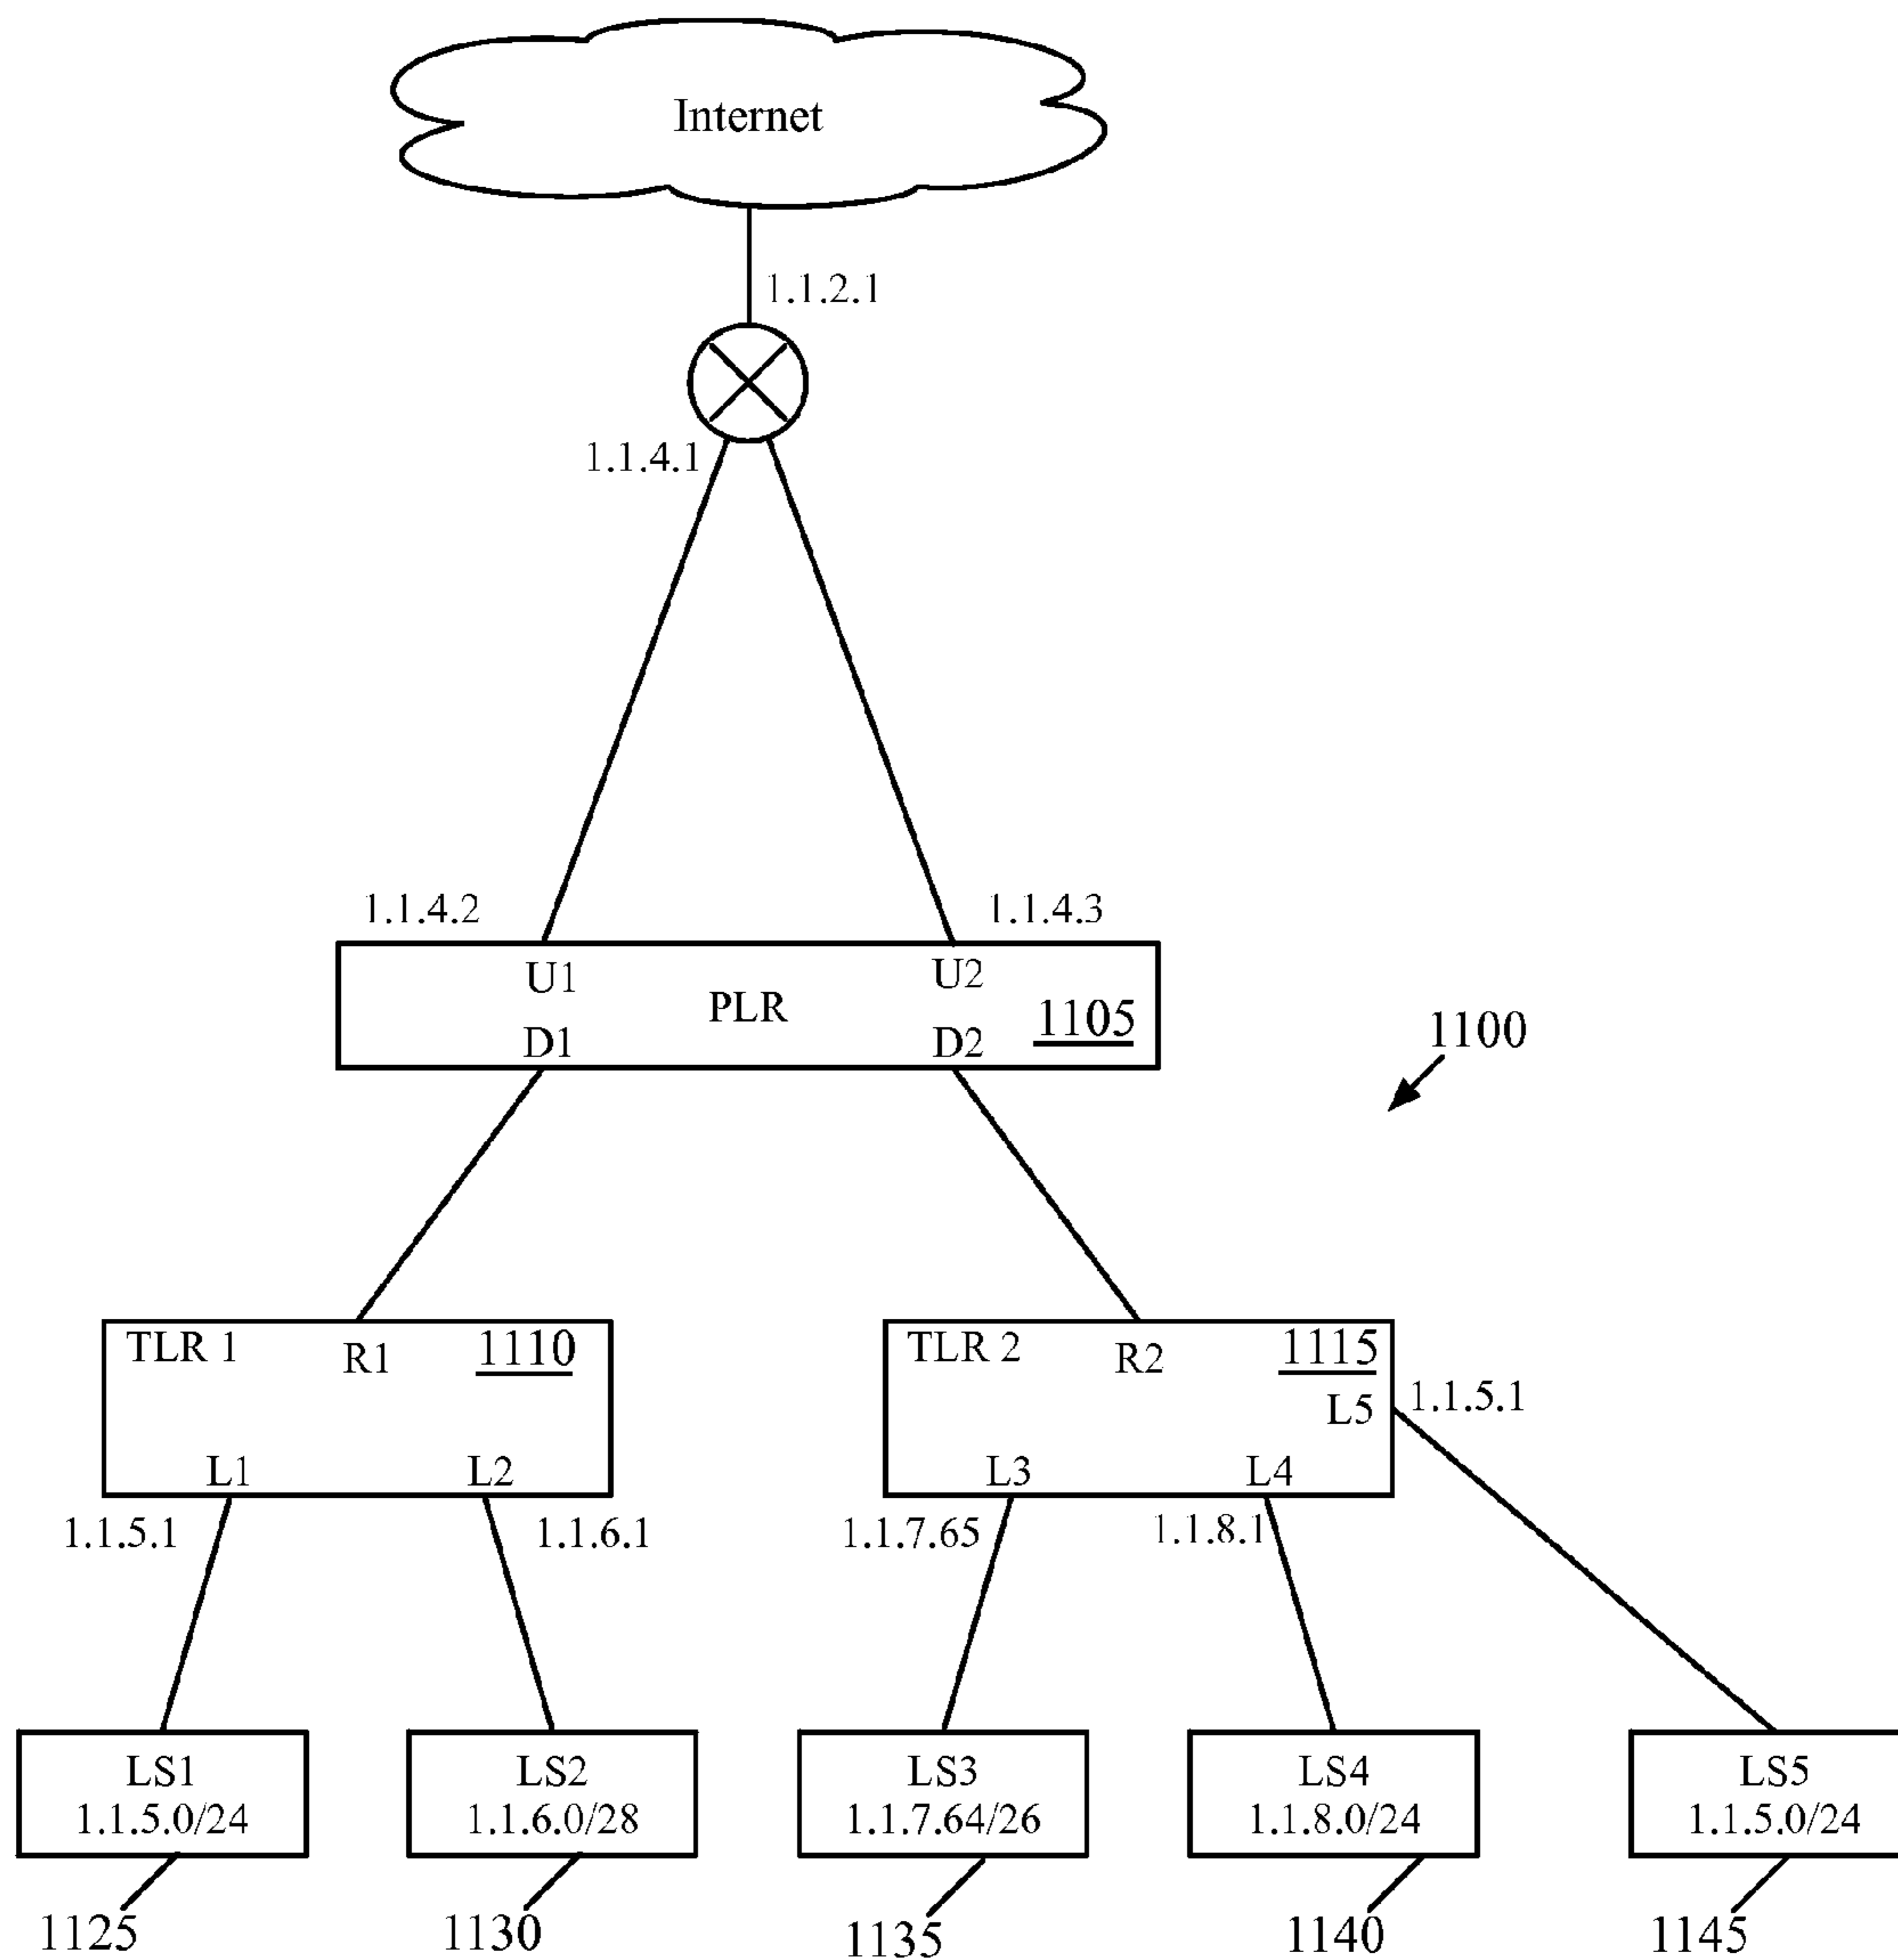 Internet
1.1.2.1
1.1.4.1
1.1.4.2
1.1.4.3
U1
U2
PLR
1105
D1
D2
1100
TLR 1
R1
1110
TLR 2
R2
1115
L5
1.1.5.1
L1
L2
L3
L4
1.1.5.1
1.1.6.1
1.1.7.65
1.1.8.1
LS1
1.1.5.0/24
LS2
1.1.6.0/28
LS3
1.1.7.64/26
LS4
1.1.8.0/24
LS5
1.1.5.0/24
1125
1130
1135
1140
1145